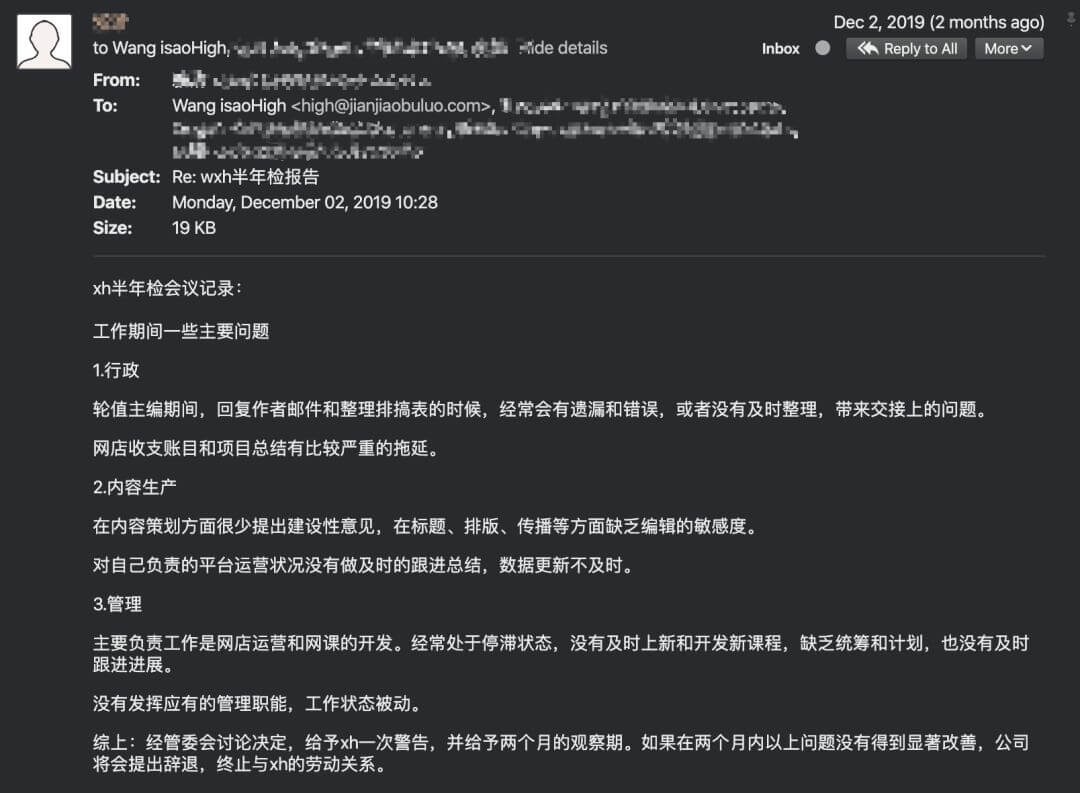 Dec 2, 2019 (2 months ago)
to Wang isaoHigh, Hide details
Inbox Reply to All More
From:
To: Wang isaoHigh <high@jianjiaobuluo.com>,
Subject: Re: wxh半年检报告
Date: Monday, December 02, 2019 10:28
Size: 19 KB
xh半年检会议记录：
工作期间一些主要问题
1.行政
轮值主编期间，回复作者邮件和整理排搞表的时候，经常会有遗漏和错误，或者没有及时整理，带来交接上的问题。
网店收支账目和项目总结有比较严重的拖延。
2.内容生产
在内容策划方面很少提出建设性意见，在标题、排版、传播等方面缺乏编辑的敏感度。
对自己负责的平台运营状况没有做及时的跟进总结，数据更新不及时。
3.管理
主要负责工作是网店运营和网课的开发。经常处于停滞状态，没有及时上新和开发新课程，缺乏统筹和计划，也没有及时
跟进进展。
没有发挥应有的管理职能，工作状态被动。
综上：经管委会讨论决定，给予xh一次警告，并给予两个月的观察期。如果在两个月内以上问题没有得到显著改善，公司
将会提出辞退，终止与xh的劳动关系。